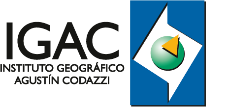 IGAC
INSTITUTO GEOGRÁFICO
AGUSTÍN CODAZZI